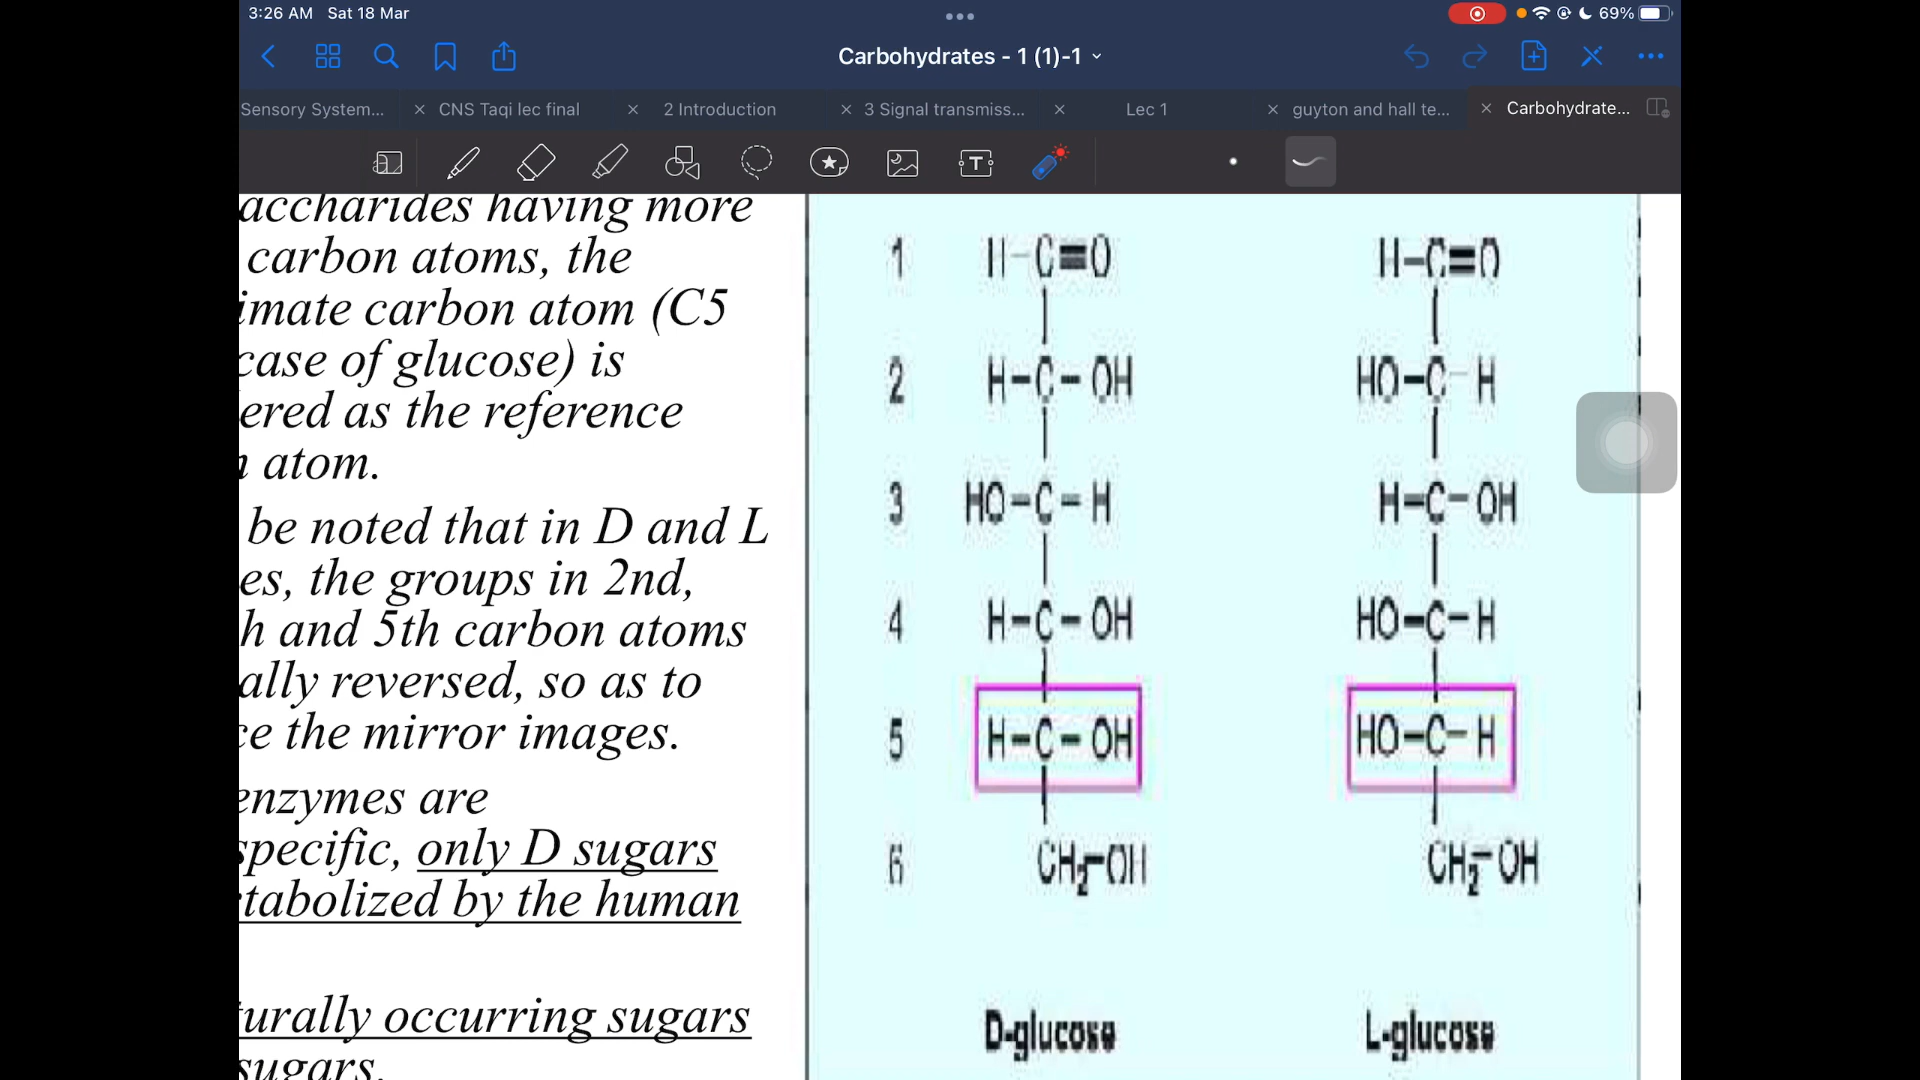 3:26 AM Sat 18 Mar
69%
Carbohydrates - 1 (1)-1
Sensory System...
CNS Taqi lec final
2 Introduction
3 Signal transmiss...
Lec 1
guyton and hall te...
Carbohydrate...
accharides having more
carbon atoms, the
imate carbon atom (C5
case of glucose) is
ered as the reference
atom.
be noted that in D and L
es, the groups in 2nd,
h and 5th carbon atoms
ally reversed, so as to
ce the mirror images.
enzymes are
specific, only D sugars
tabolized by the human
turally occurring sugars
sugars.
1 H–C≡O H–C≡O
2 H–C–OH HO–C–H
3 HO–C–H H–C–OH
4 H–C–OH HO–C–H
5 H–C–OH HO–C–H
6 CH2–OH CH2–OH
D-glucose L-glucose